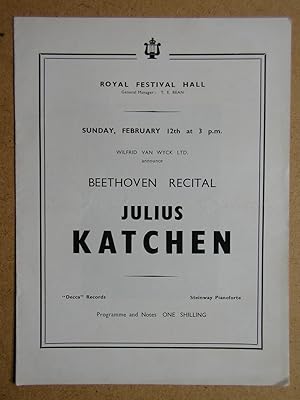 ROYAL FESTIVAL HALL
General Manager: T. E. BEAN
SUNDAY, FEBRUARY 12th at 3 p.m.
WILFRID VAN WYCK LTD.
announce
BEETHOVEN RECITAL
JULIUS
KATCHEN
"Decca" Records Steinway Pianoforte
Programme and Notes ONE SHILLING